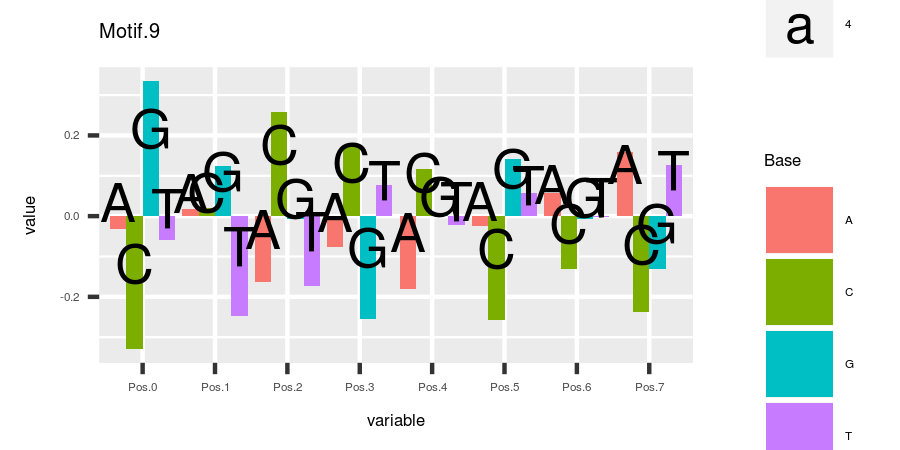 Motif.9
a 4
value
0.2
0.0
-0.2
A C G T A C G T A C G T A C G T A C G T A C G T A C G T A C G T
Pos.0 Pos.1 Pos.2 Pos.3 Pos.4 Pos.5 Pos.6 Pos.7
variable
Base
A
C
G
T